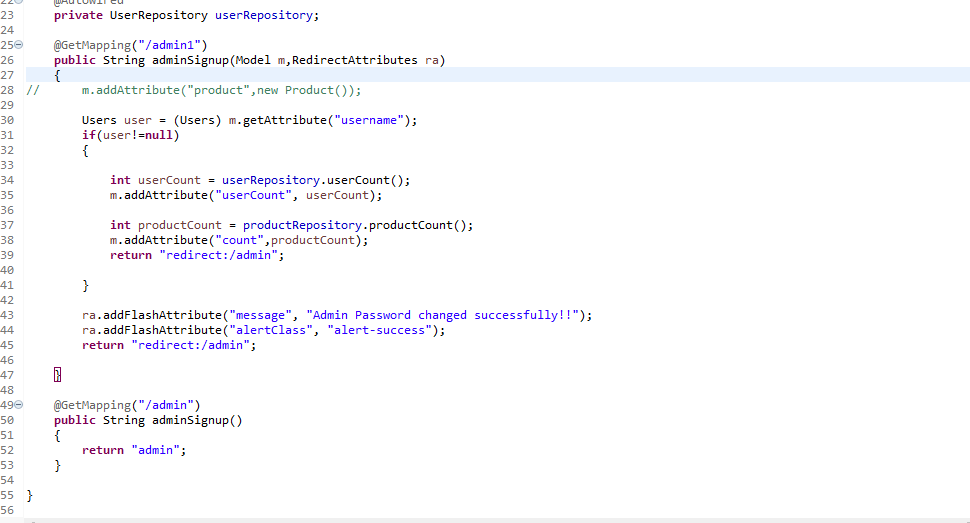 22 @Autowired
23 private UserRepository userRepository;
24
25 @GetMapping("/admin1")
26 public String adminSignup(Model m,RedirectAttributes ra)
27 {
28 // m.addAttribute("product",new Product());
29
30 Users user = (Users) m.getAttribute("username");
31 if(user!=null)
32 {
33
34 int userCount = userRepository.userCount();
35 m.addAttribute("userCount", userCount);
36
37 int productCount = productRepository.productCount();
38 m.addAttribute("count",productCount);
39 return "redirect:/admin";
40
41 }
42
43 ra.addFlashAttribute("message", "Admin Password changed successfully!!");
44 ra.addFlashAttribute("alertClass", "alert-success");
45 return "redirect:/admin";
46
47 }
48
49 @GetMapping("/admin")
50 public String adminSignup()
51 {
52 return "admin";
53 }
54
55 }
56